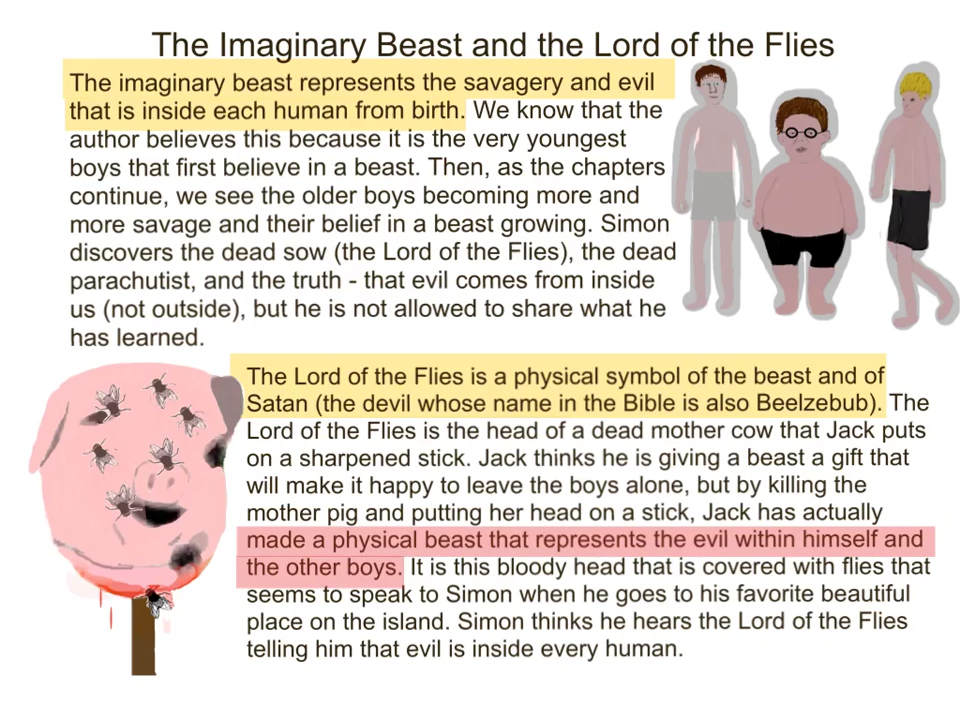 The Imaginary Beast and the Lord of the Flies
The imaginary beast represents the savagery and evil
that is inside each human from birth. We know that the
author believes this because it is the very youngest
boys that first believe in a beast. Then, as the chapters
continue, we see the older boys becoming more and
more savage and their belief in a beast growing. Simon
discovers the dead sow (the Lord of the Flies), the dead
parachutist, and the truth - that evil comes from inside
us (not outside), but he is not allowed to share what he
has learned.
The Lord of the Flies is a physical symbol of the beast and of
Satan (the devil whose name in the Bible is also Beelzebub). The
Lord of the Flies is the head of a dead mother cow that Jack puts
on a sharpened stick. Jack thinks he is giving a beast a gift that
will make it happy to leave the boys alone, but by killing the
mother pig and putting her head on a stick, Jack has actually
made a physical beast that represents the evil within himself and
the other boys. It is this bloody head that is covered with flies that
seems to speak to Simon when he goes to his favorite beautiful
place on the island. Simon thinks he hears the Lord of the Flies
telling him that evil is inside every human.